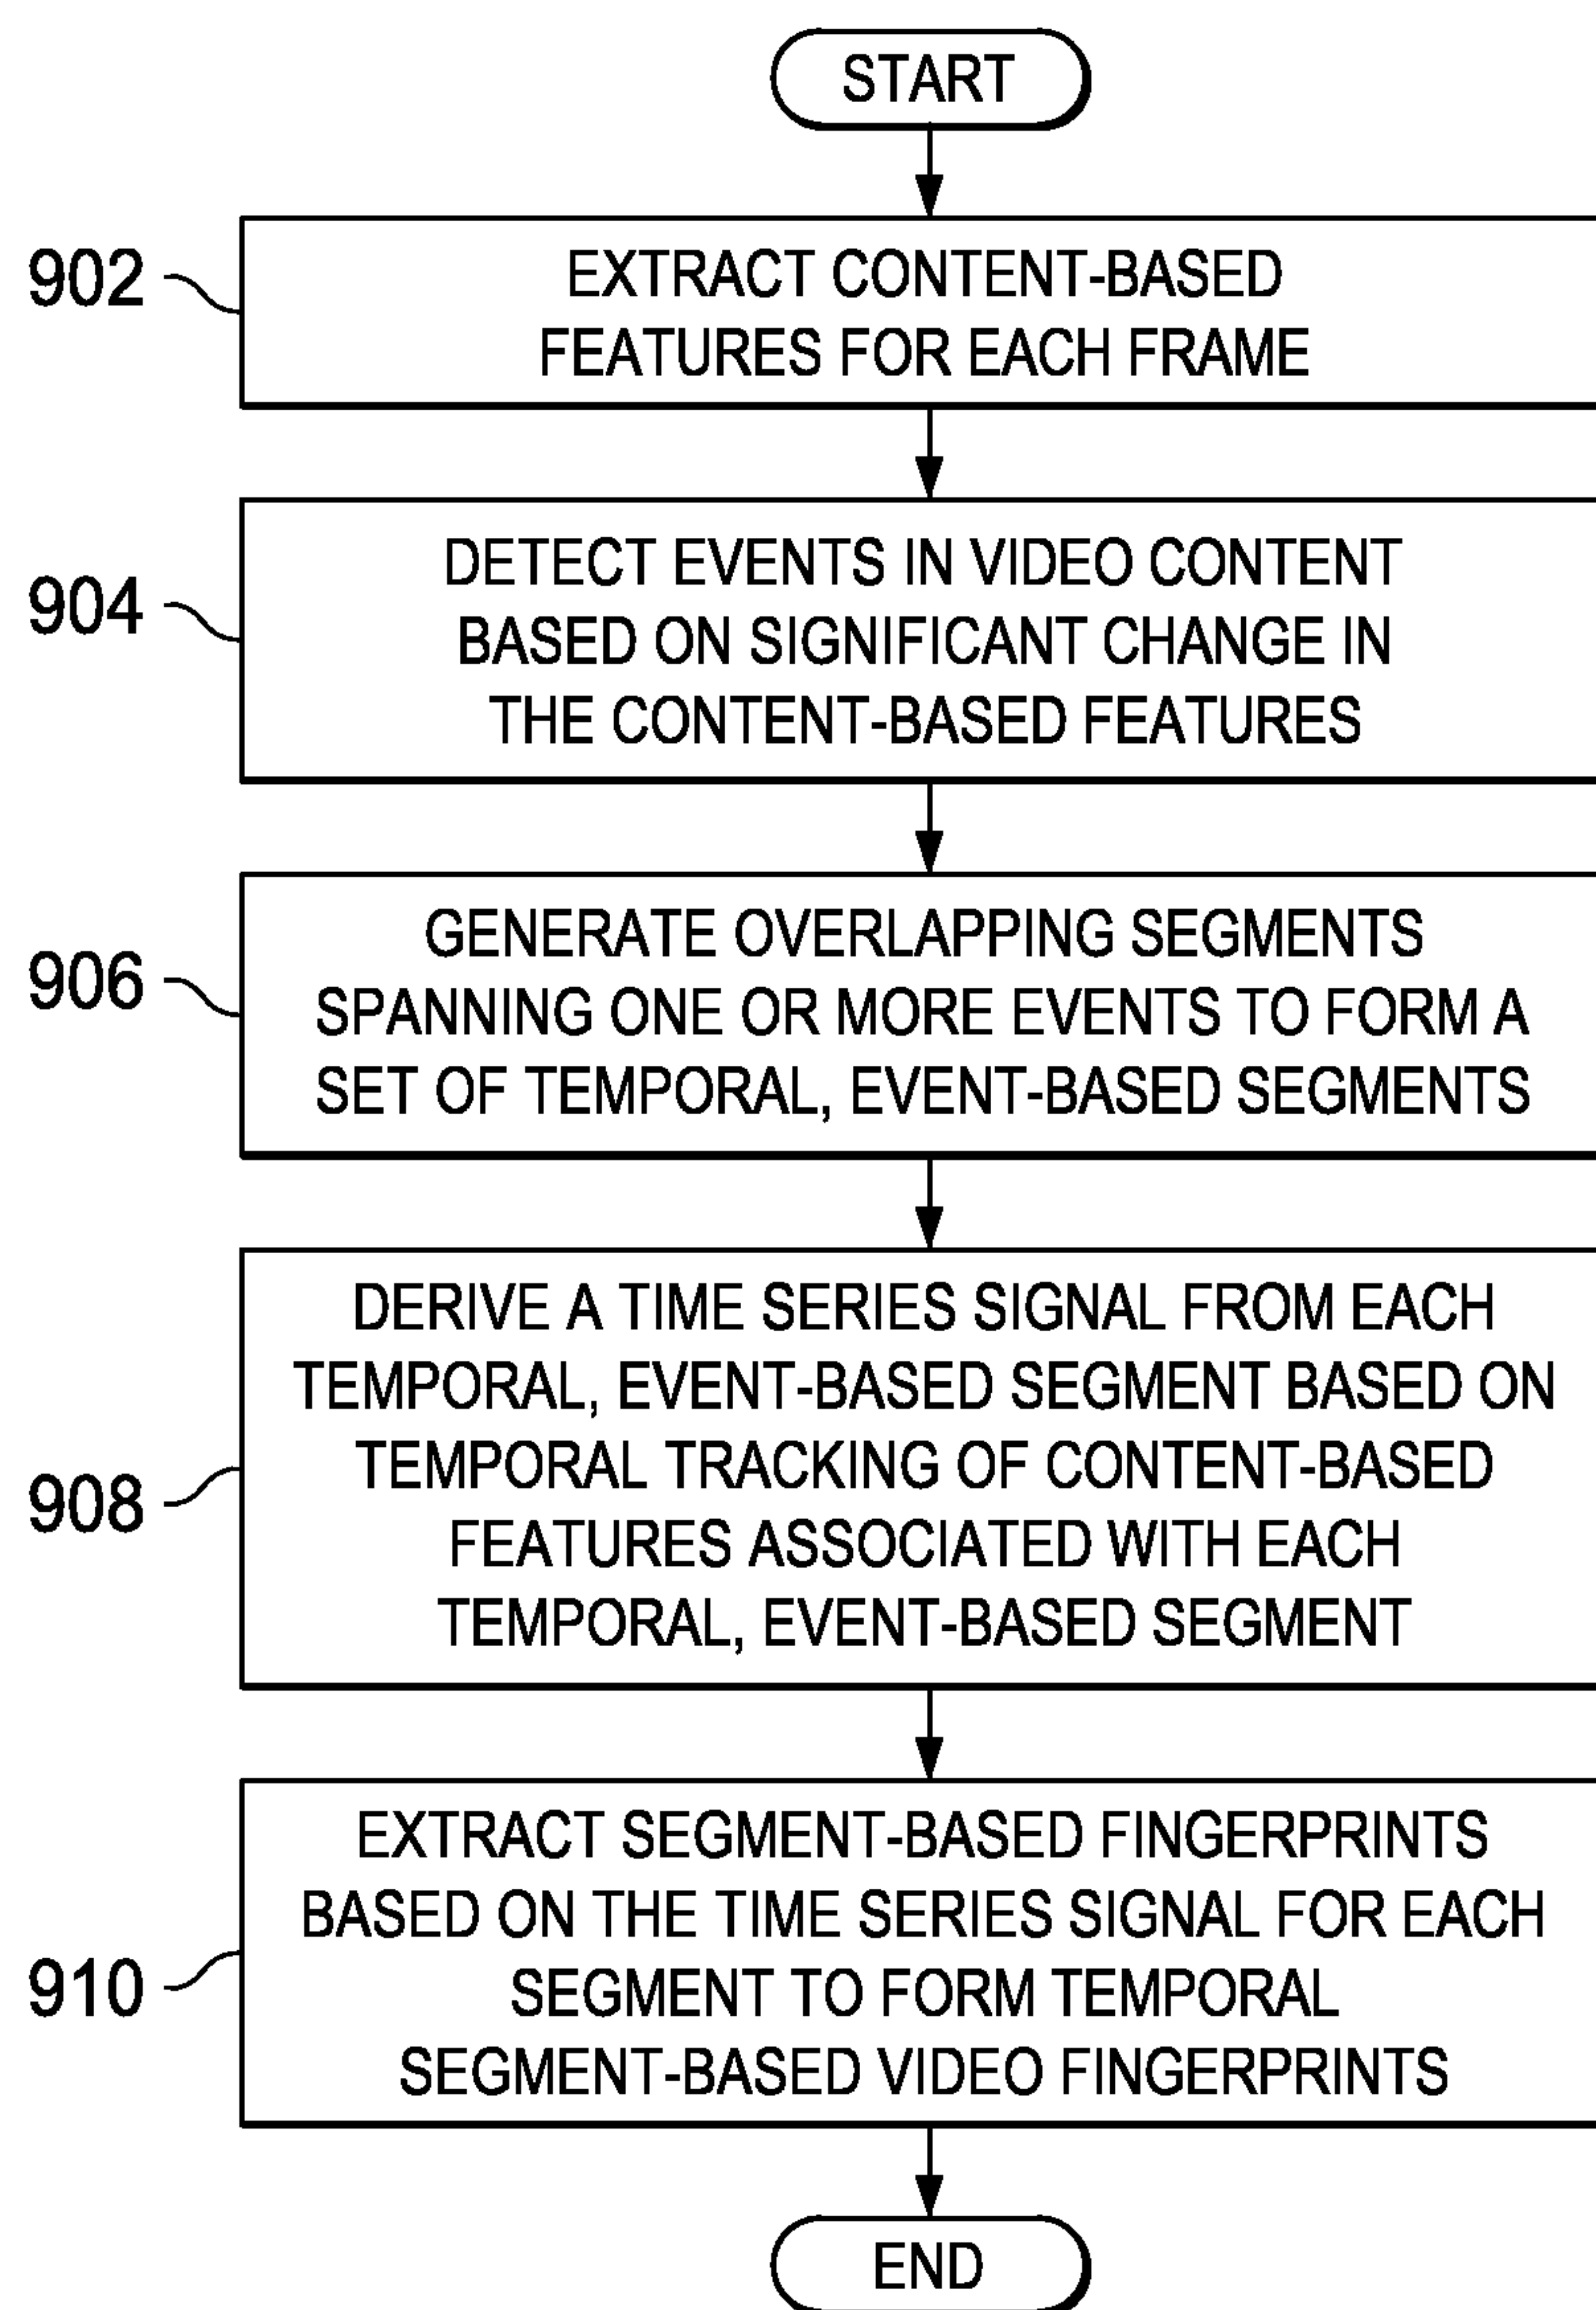 START
902
EXTRACT CONTENT-BASED
FEATURES FOR EACH FRAME
904
DETECT EVENTS IN VIDEO CONTENT
BASED ON SIGNIFICANT CHANGE IN
THE CONTENT-BASED FEATURES
906
GENERATE OVERLAPPING SEGMENTS
SPANNING ONE OR MORE EVENTS TO FORM A
SET OF TEMPORAL, EVENT-BASED SEGMENTS
908
DERIVE A TIME SERIES SIGNAL FROM EACH
TEMPORAL, EVENT-BASED SEGMENT BASED ON
TEMPORAL TRACKING OF CONTENT-BASED
FEATURES ASSOCIATED WITH EACH
TEMPORAL, EVENT-BASED SEGMENT
910
EXTRACT SEGMENT-BASED FINGERPRINTS
BASED ON THE TIME SERIES SIGNAL FOR EACH
SEGMENT TO FORM TEMPORAL
SEGMENT-BASED VIDEO FINGERPRINTS
END